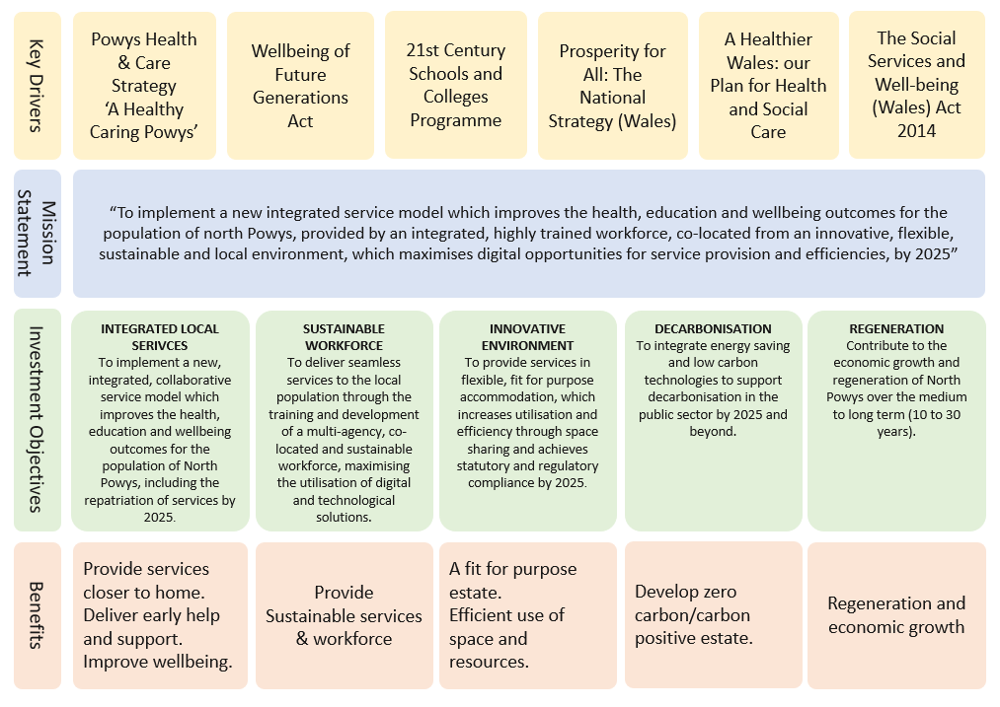 Key Drivers
Powys Health
& Care
Strategy
‘A Healthy
Caring Powys’
Wellbeing of
Future
Generations
Act
21st Century
Schools and
Colleges
Programme
Prosperity for
All: The
National
Strategy (Wales)
A Healthier
Wales: our
Plan for Health
and Social
Care
The Social
Services and
Well-being
(Wales) Act
2014
Mission
Statement
“To implement a new integrated service model which improves the health, education and wellbeing outcomes for the
population of north Powys, provided by an integrated, highly trained workforce, co-located from an innovative, flexible,
sustainable and local environment, which maximises digital opportunities for service provision and efficiencies, by 2025”
Investment Objectives
INTEGRATED LOCAL
SERIVCES
To implement a new,
integrated, collaborative
service model which
improves the health,
education and wellbeing
outcomes for the
population of North
Powys, including the
repatriation of services by
2025.
SUSTAINABLE
WORKFORCE
To deliver seamless
services to the local
population through the
training and development
of a multi-agency, co-
located and sustainable
workforce, maximising
the utilisation of digital
and technological
solutions.
INNOVATIVE
ENVIRONMENT
To provide services in
flexible, fit for purpose
accommodation, which
increases utilisation and
efficiency through space
sharing and achieves
statutory and regulatory
compliance by 2025.
DECARBONISATION
To integrate energy saving
and low carbon
technologies to support
decarbonisation in the
public sector by 2025 and
beyond.
REGENERATION
Contribute to the
economic growth and
regeneration of North
Powys over the medium
to long term (10 to 30
years).
Benefits
Provide services
closer to home.
Deliver early help
and support.
Improve wellbeing.
Provide
Sustainable services
& workforce
A fit for purpose
estate.
Efficient use of
space and
resources.
Develop zero
carbon/carbon
positive estate.
Regeneration and
economic growth